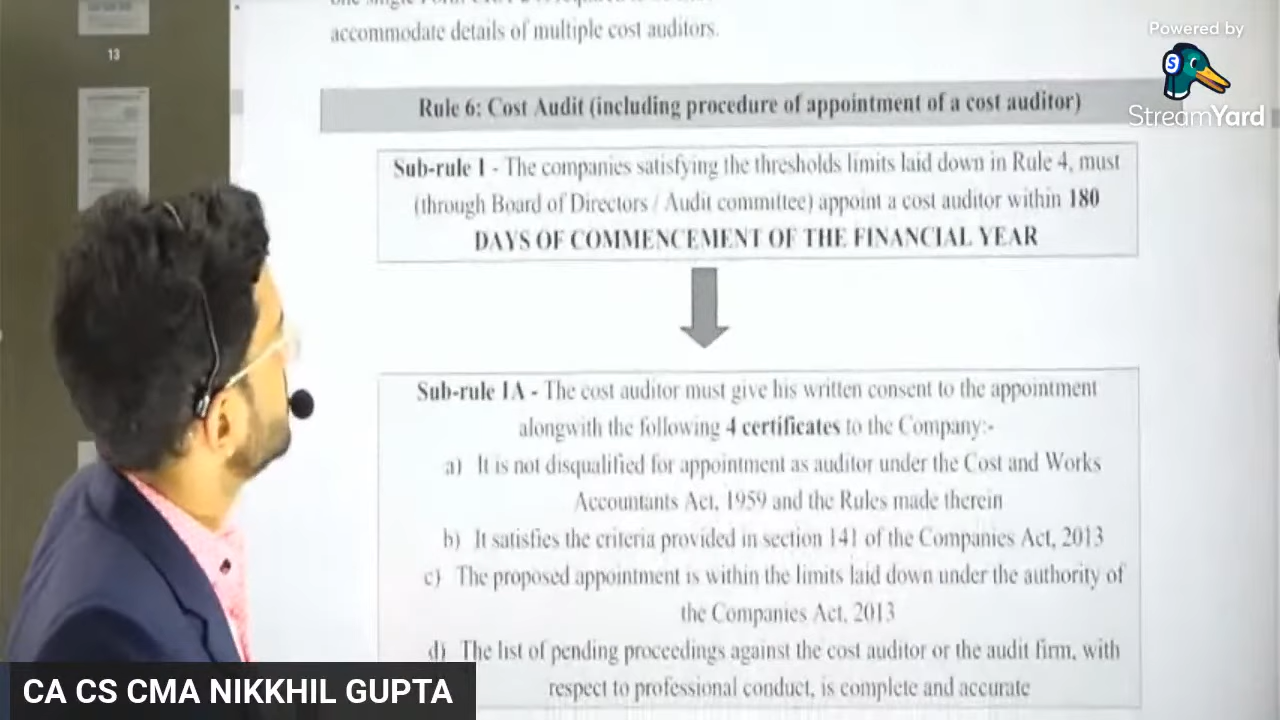 accommodate details of multiple cost auditors.
13
Powered by
StreamYard
Rule 6: Cost Audit (including procedure of appointment of a cost auditor)
Sub-rule 1 - The companies satisfying the thresholds limits laid down in Rule 4, must
(through Board of Directors / Audit committee) appoint a cost auditor within 180
DAYS OF COMMENCEMENT OF THE FINANCIAL YEAR
Sub-rule 1A - The cost auditor must give his written consent to the appointment
alongwith the following 4 certificates to the Company:-
a) It is not disqualified for appointment as auditor under the Cost and Works
Accountants Act, 1959 and the Rules made therein
b) It satisfies the criteria provided in section 141 of the Companies Act, 2013
c) The proposed appointment is within the limits laid down under the authority of
the Companies Act, 2013
d) The list of pending proceedings against the cost auditor or the audit firm, with
respect to professional conduct, is complete and accurate
CA CS CMA NIKKHIL GUPTA